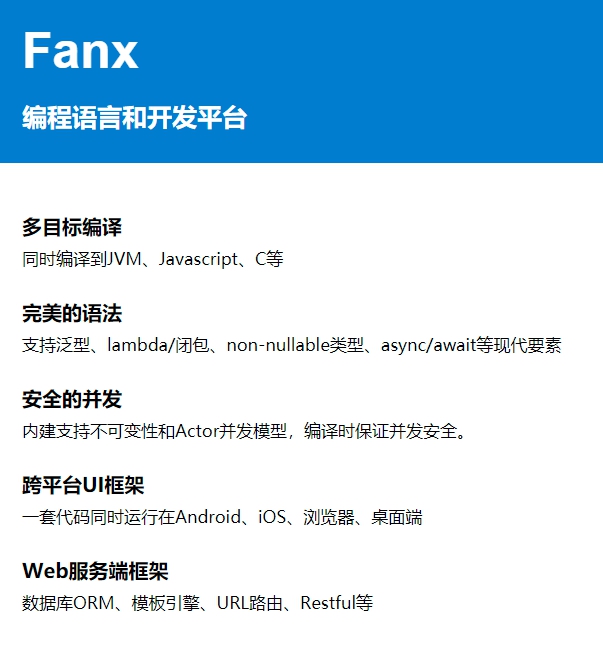 Fanx
编程语言和开发平台
多目标编译
同时编译到JVM、Javascript、C等
完美的语法
支持泛型、lambda/闭包、non-nullable类型、async/await等现代要素
安全的并发
内建支持不可变性和Actor并发模型，编译时保证并发安全。
跨平台UI框架
一套代码同时运行在Android、iOS、浏览器、桌面端
Web服务端框架
数据库ORM、模板引擎、URL路由、Restful等